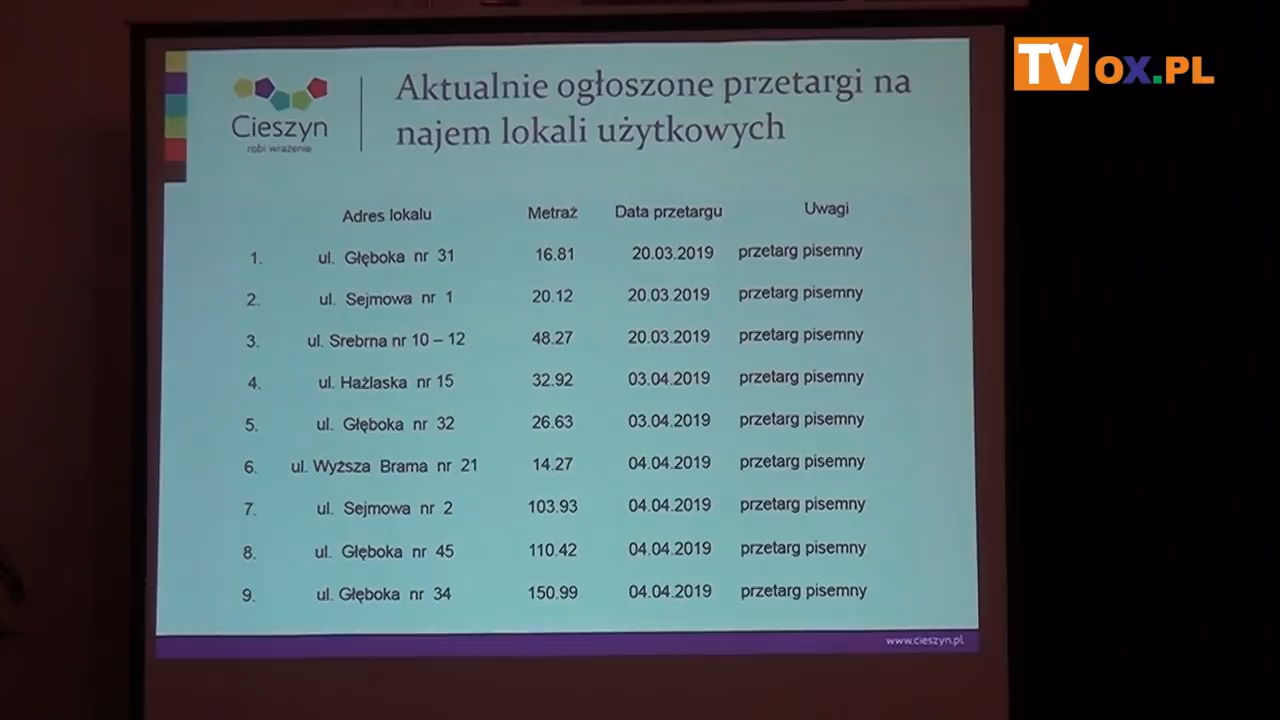 TVOX.PL
Cieszyn
robi wrażenie
Aktualnie ogłoszone przetargi na
najem lokali użytkowych
Adres lokalu Metraż Data przetargu Uwagi
1. ul. Głęboka nr 31 16.81 20.03.2019 przetarg pisemny
2. ul. Sejmowa nr 1 20.12 20.03.2019 przetarg pisemny
3. ul. Srebrna nr 10 – 12 48.27 20.03.2019 przetarg pisemny
4. ul. Hażlaska nr 15 32.92 03.04.2019 przetarg pisemny
5. ul. Głęboka nr 32 26.63 03.04.2019 przetarg pisemny
6. ul. Wyższa Brama nr 21 14.27 04.04.2019 przetarg pisemny
7. ul. Sejmowa nr 2 103.93 04.04.2019 przetarg pisemny
8. ul. Głęboka nr 45 110.42 04.04.2019 przetarg pisemny
9. ul. Głęboka nr 34 150.99 04.04.2019 przetarg pisemny
www.cieszyn.pl